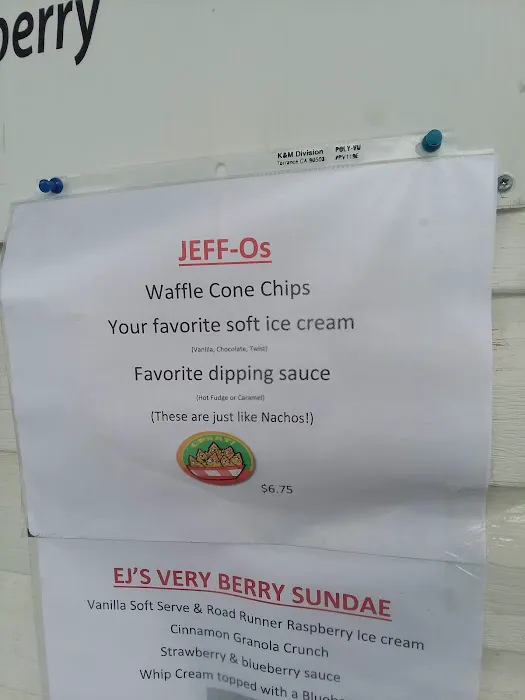 berry
K&M Division POLY-VU
Torrance CA 90503
JEFF-Os
Waffle Cone Chips
Your favorite soft ice cream
(Vanilla, Chocolate, Twist)
Favorite dipping sauce
(Hot Fudge or Caramel)
(These are just like Nachos!)
$6.75
EJ'S VERY BERRY SUNDAE
Vanilla Soft Serve & Road Runner Raspberry Ice cream
Cinnamon Granola Crunch
Strawberry & blueberry sauce
Whip Cream topped with a